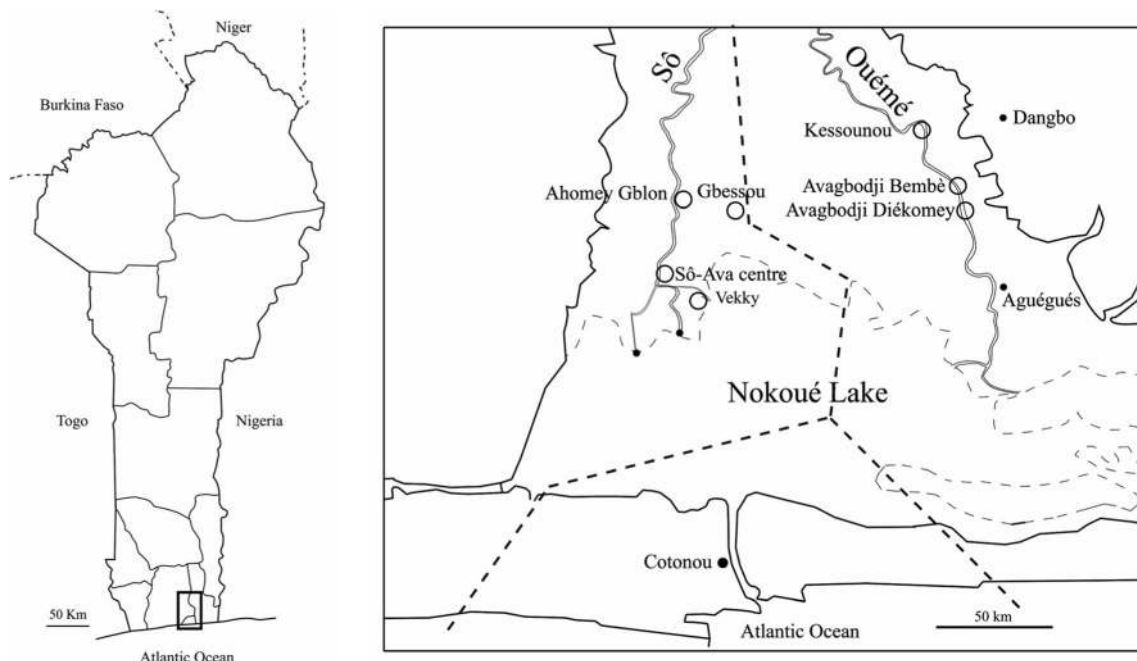 Niger
Burkina Faso
Togo
Nigeria
50 Km
Atlantic Ocean
Sô
Ouémé
Dangbo
Kessounou
Ahomey Gblon
Gbessou
Avagbodji Bembè
Avagbodji Diékomey
Sô-Ava centre
Vekky
Aguégués
Nokoué Lake
Cotonou
Atlantic Ocean
50 km